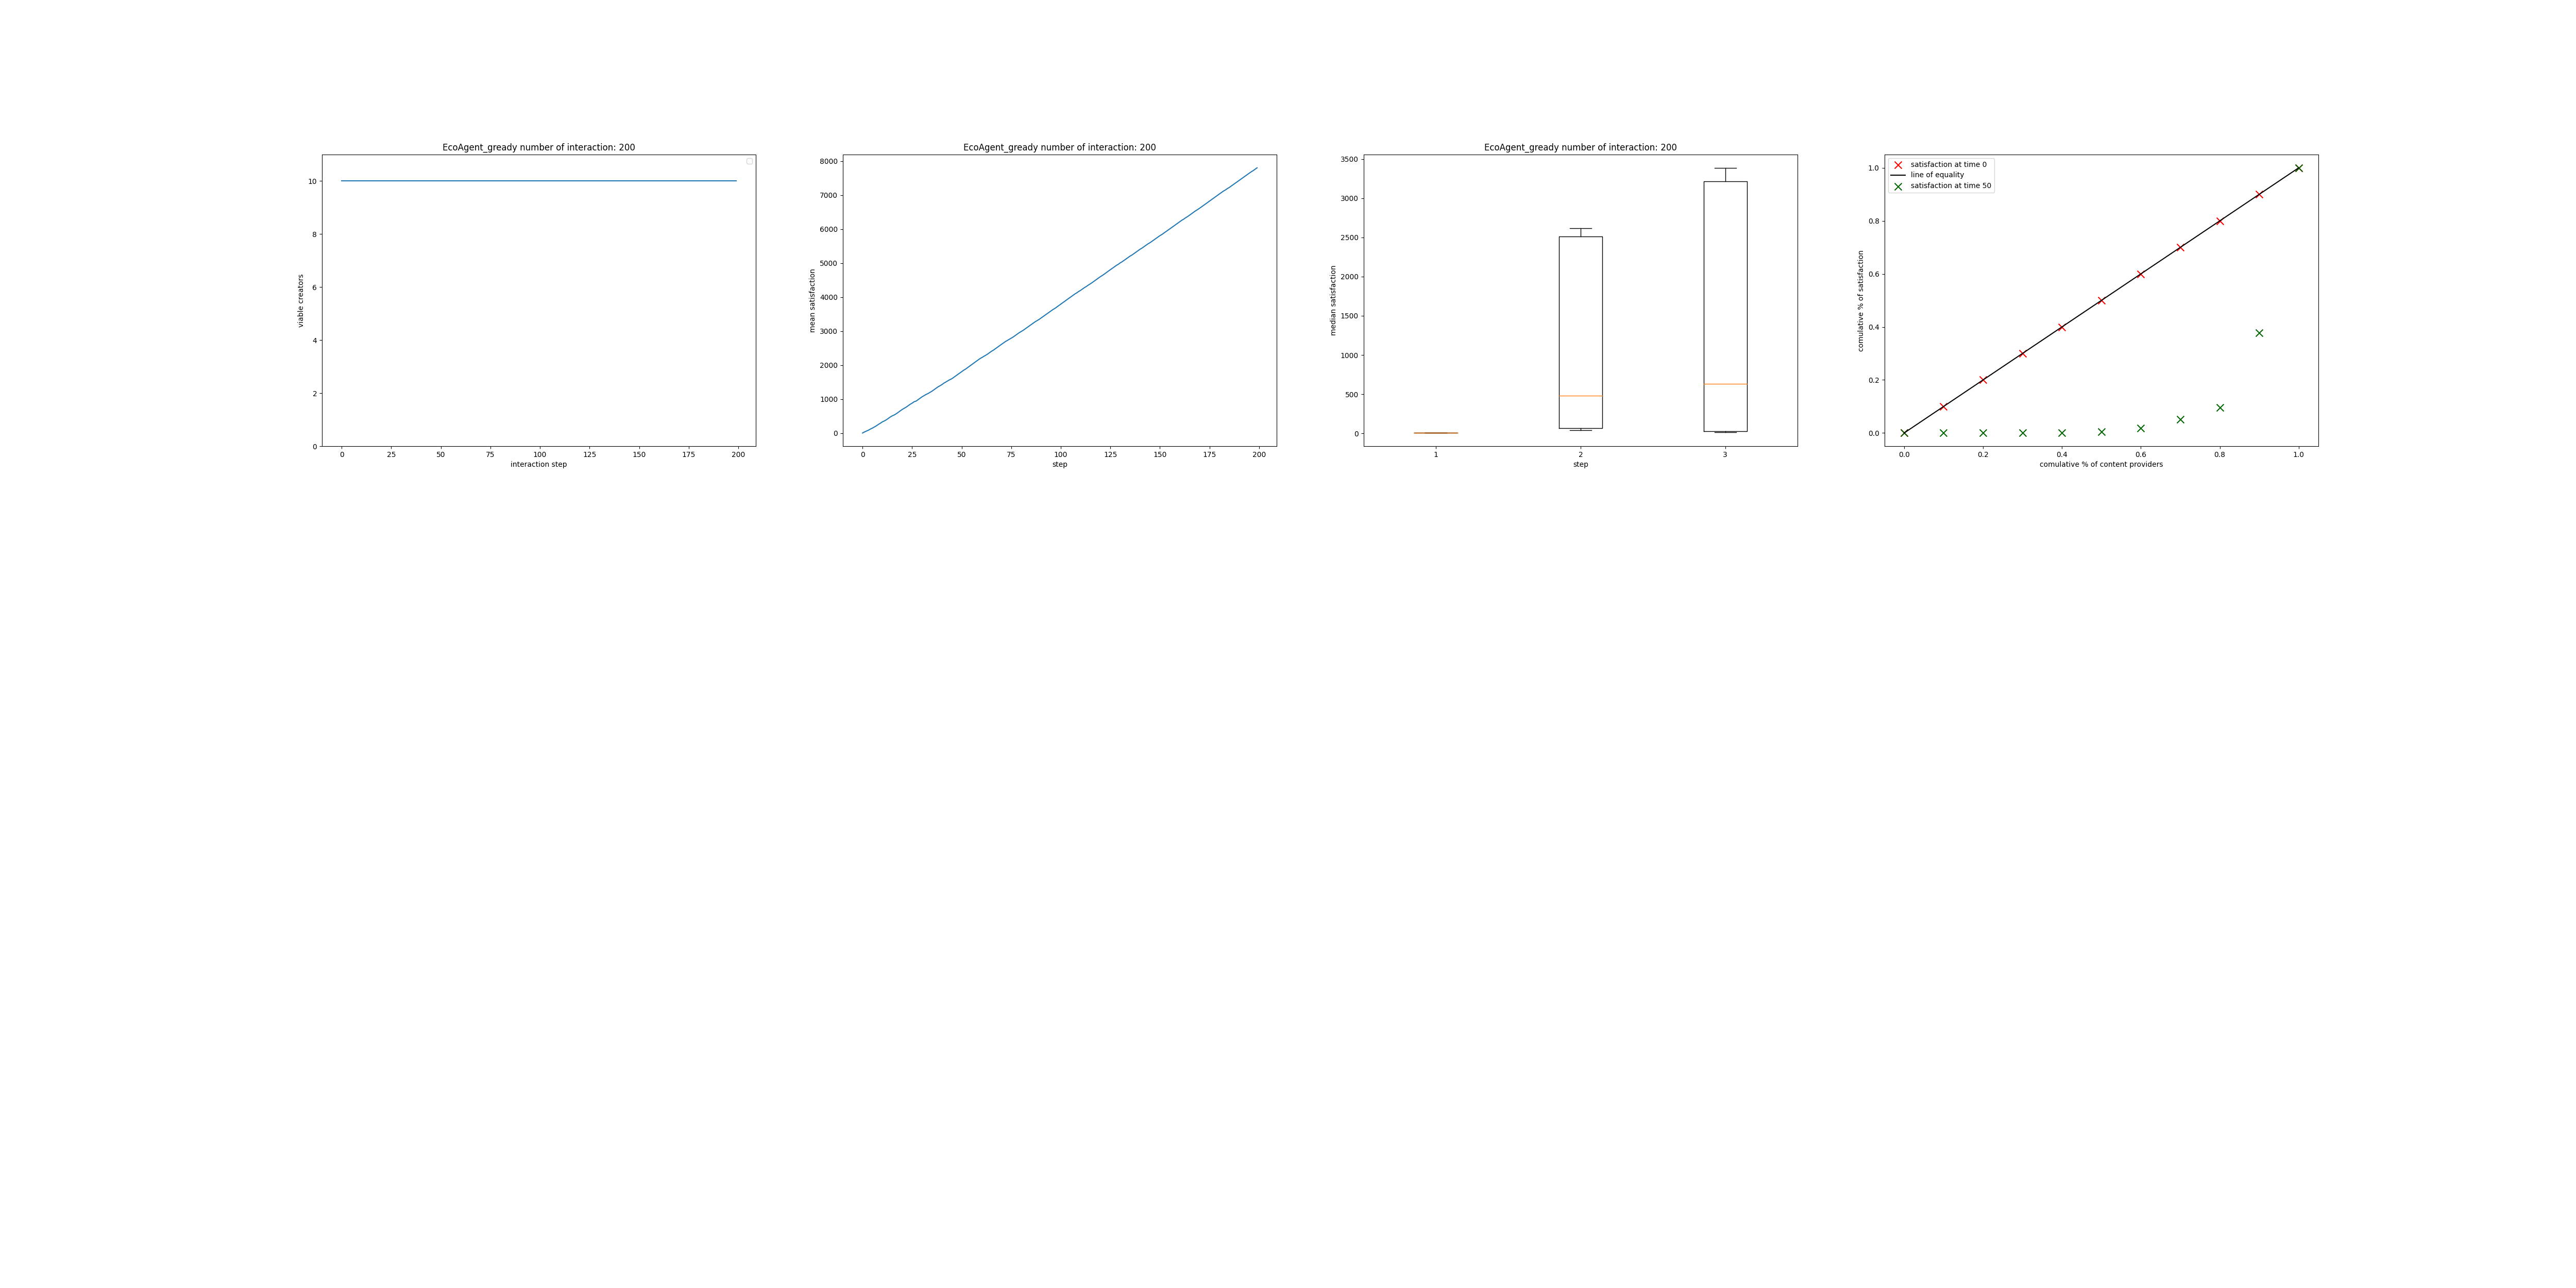 EcoAgent_gready number of interaction: 200
viable creators
10
8
6
4
2
0
0 25 50 75 100 125 150 175 200
interaction step
EcoAgent_gready number of interaction: 200
mean satisfaction
8000
7000
6000
5000
4000
3000
2000
1000
0
0 25 50 75 100 125 150 175 200
step
EcoAgent_gready number of interaction: 200
median satisfaction
3500
3000
2500
2000
1500
1000
500
0
1 2 3
step
satisfaction at time 0
line of equality
satisfaction at time 50
comulative % of satisfaction
1.0
0.8
0.6
0.4
0.2
0.0
0.0 0.2 0.4 0.6 0.8 1.0
comulative % of content providers